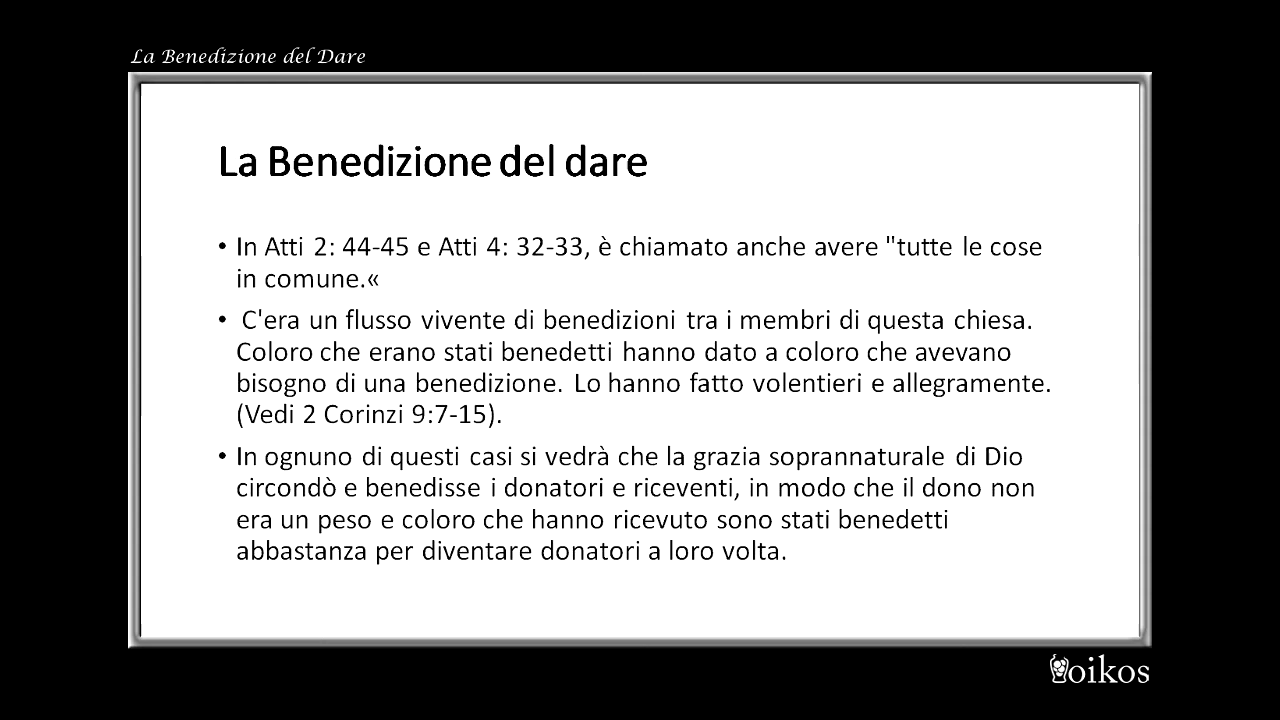 La Benedizione del Dare
La Benedizione del dare
• In Atti 2: 44-45 e Atti 4: 32-33, è chiamato anche avere "tutte le cose
in comune.«
• C'era un flusso vivente di benedizioni tra i membri di questa chiesa.
Coloro che erano stati benedetti hanno dato a coloro che avevano
bisogno di una benedizione. Lo hanno fatto volentieri e allegramente.
(Vedi 2 Corinzi 9:7-15).
• In ognuno di questi casi si vedrà che la grazia soprannaturale di Dio
circondò e benedisse i donatori e riceventi, in modo che il dono non
era un peso e coloro che hanno ricevuto sono stati benedetti
abbastanza per diventare donatori a loro volta.
oikos